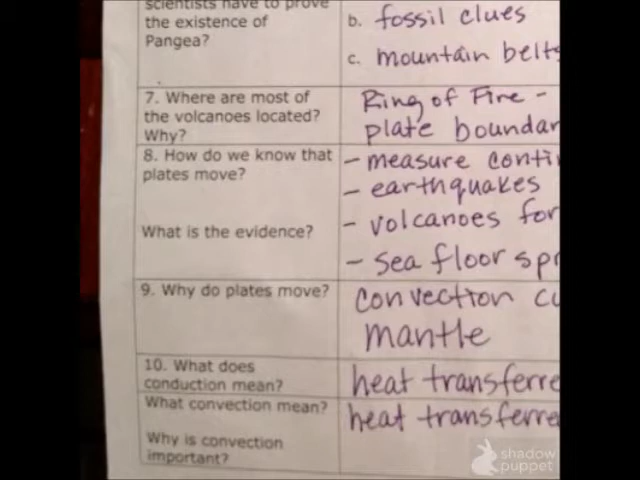 scientists have to prove
the existence of
Pangea?
b. fossil clues
c. mountain belts
7. Where are most of
the volcanoes located?
Why?
Ring of Fire -
plate boundar
8. How do we know that
plates move?
What is the evidence?
- measure conti
- earthquakes
- volcanoes for
- sea floor spr
9. Why do plates move?
convection cu
mantle
10. What does
conduction mean?
heat transferre
What convection mean?
heat transferre
Why is convection
important?
shadow
puppet